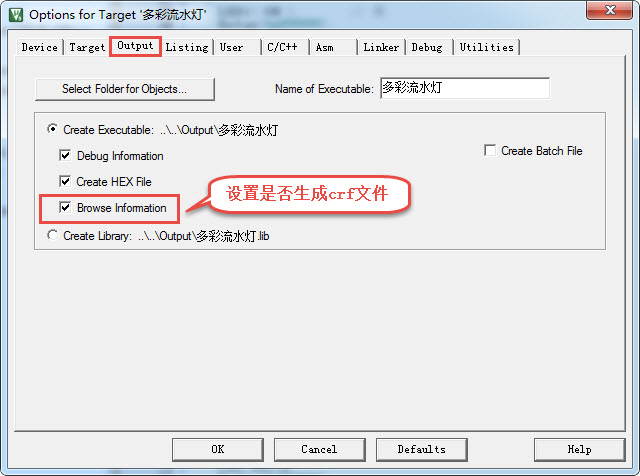 Options for Target '多彩流水灯'
Device Target Output Listing User C/C++ Asm Linker Debug Utilities
Select Folder for Objects... Name of Executable: 多彩流水灯
Create Executable: ..\..\Output\多彩流水灯
Debug Information Create Batch File
Create HEX File
设置是否生成crf文件
Browse Information
Create Library: ..\..\Output\多彩流水灯.lib
OK Cancel Defaults Help